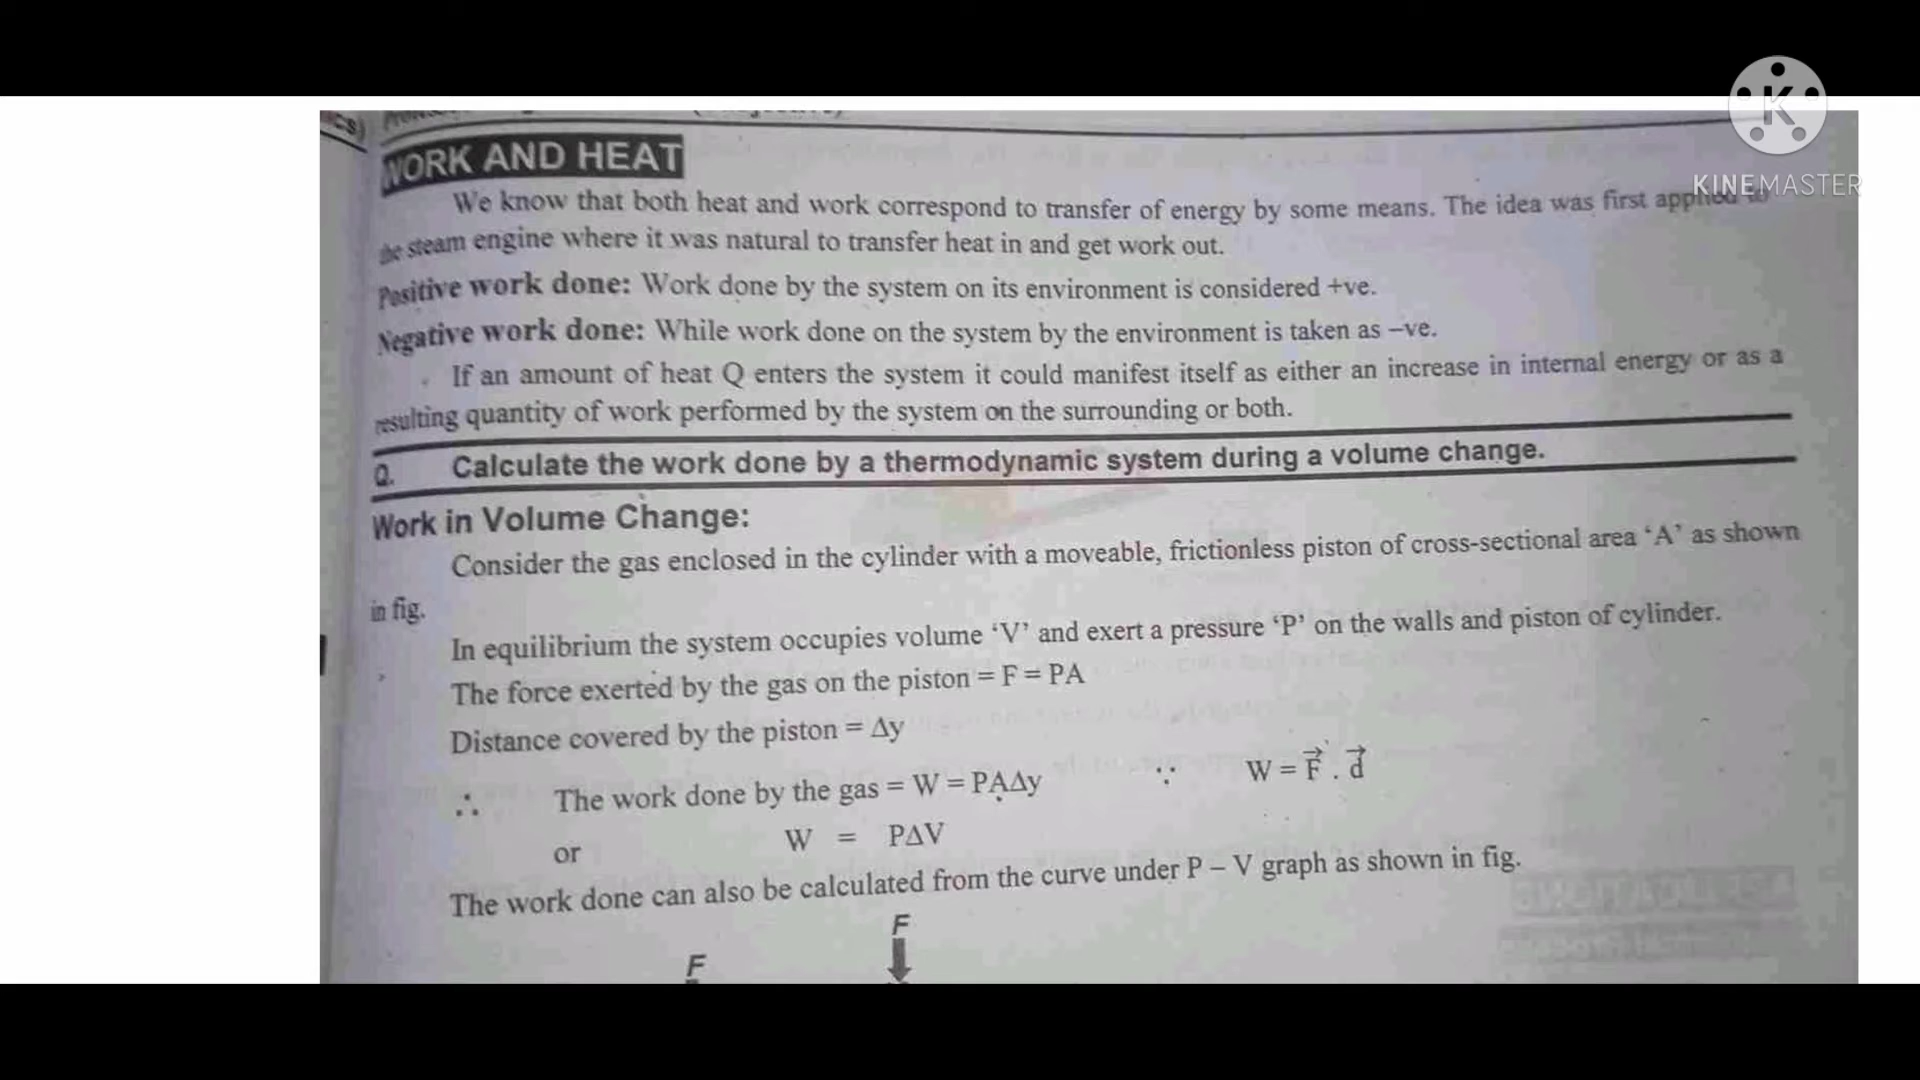 WORK AND HEAT
We know that both heat and work correspond to transfer of energy by some means. The idea was first applied to
the steam engine where it was natural to transfer heat in and get work out.
Positive work done: Work done by the system on its environment is considered +ve.
Negative work done: While work done on the system by the environment is taken as –ve.
If an amount of heat Q enters the system it could manifest itself as either an increase in internal energy or as a
resulting quantity of work performed by the system on the surrounding or both.
Q. Calculate the work done by a thermodynamic system during a volume change.
Work in Volume Change:
Consider the gas enclosed in the cylinder with a moveable, frictionless piston of cross-sectional area ‘A’ as shown
in fig.
In equilibrium the system occupies volume ‘V’ and exert a pressure ‘P’ on the walls and piston of cylinder.
The force exerted by the gas on the piston = F = PA
Distance covered by the piston = Δy
∴ The work done by the gas = W = PAΔy ∵ W = F⃗ . d⃗
or W = PΔV
The work done can also be calculated from the curve under P – V graph as shown in fig.
F
F
K
KINEMASTER